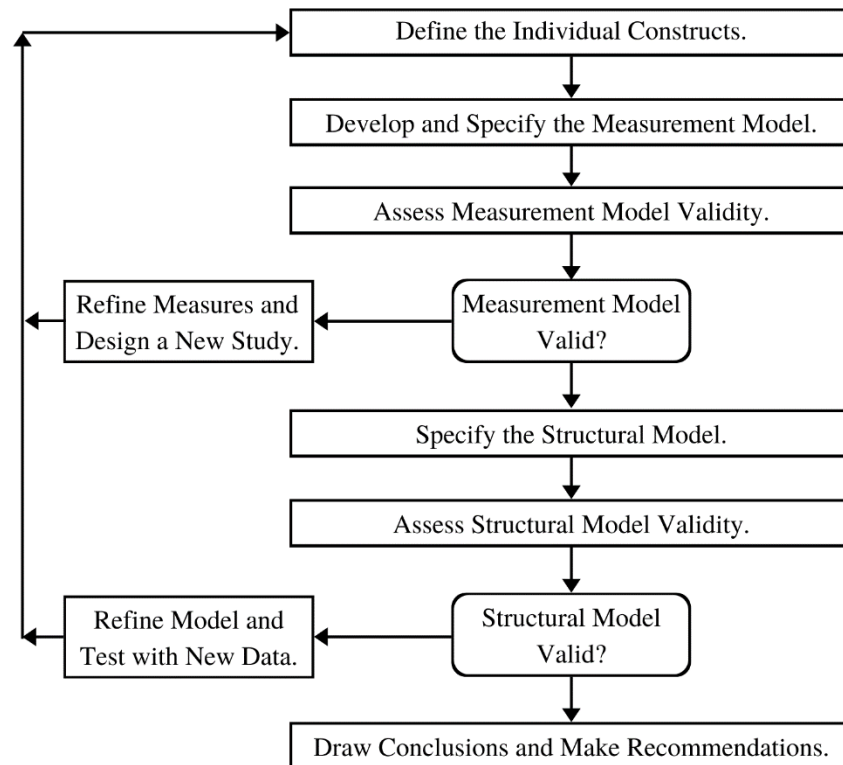 Define the Individual Constructs.
Develop and Specify the Measurement Model.
Assess Measurement Model Validity.
Measurement Model
Valid?
Refine Measures and
Design a New Study.
Specify the Structural Model.
Assess Structural Model Validity.
Structural Model
Valid?
Refine Model and
Test with New Data.
Draw Conclusions and Make Recommendations.